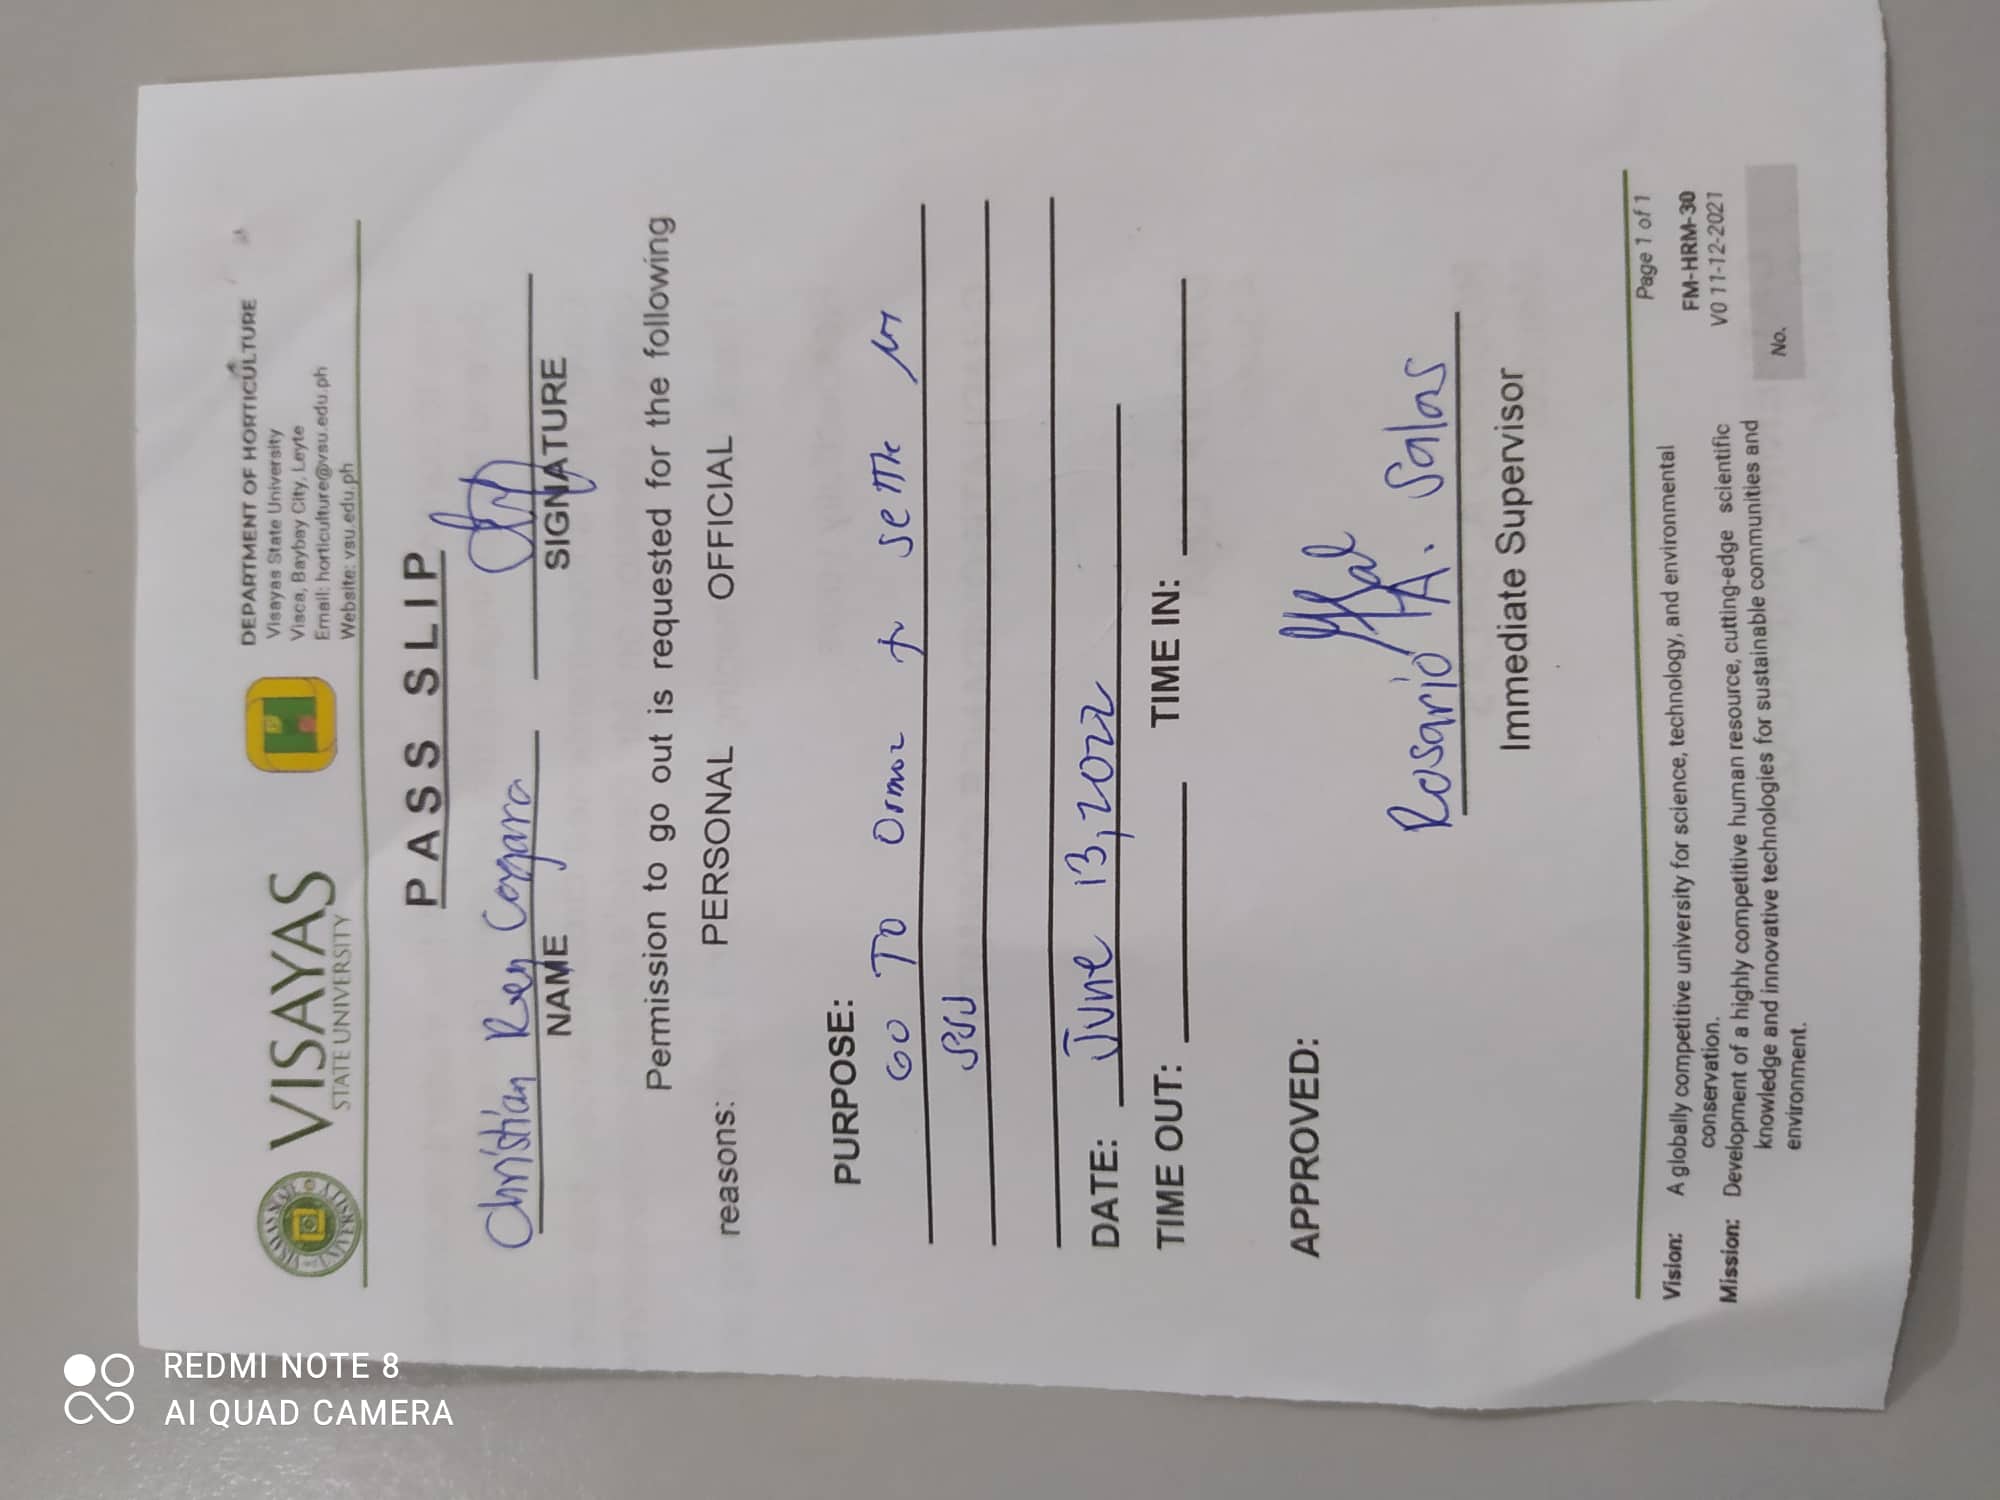 VISAYAS
STATE UNIVERSITY
DEPARTMENT OF HORTICULTURE
Visayas State University
Visca, Baybay City, Leyte
Email: horticulture@vsu.edu.ph
Website: vsu.edu.ph
PASS SLIP
Christian Rey
NAME
SIGNATURE
Permission to go out is requested for the following
reasons: PERSONAL OFFICIAL
PURPOSE:
GO TO Ormoc to settle my
DATE: June 13, 2022
TIME OUT: TIME IN:
APPROVED:
Rosario A. Salas
Immediate Supervisor
Page 1 of 1
FM-HRM-30
V0 11-12-2021
No.
Vision: A globally competitive university for science, technology, and environmental
conservation.
Mission: Development of a highly competitive human resource, cutting-edge scientific
knowledge and innovative technologies for sustainable communities and
environment.
REDMI NOTE 8
AI QUAD CAMERA